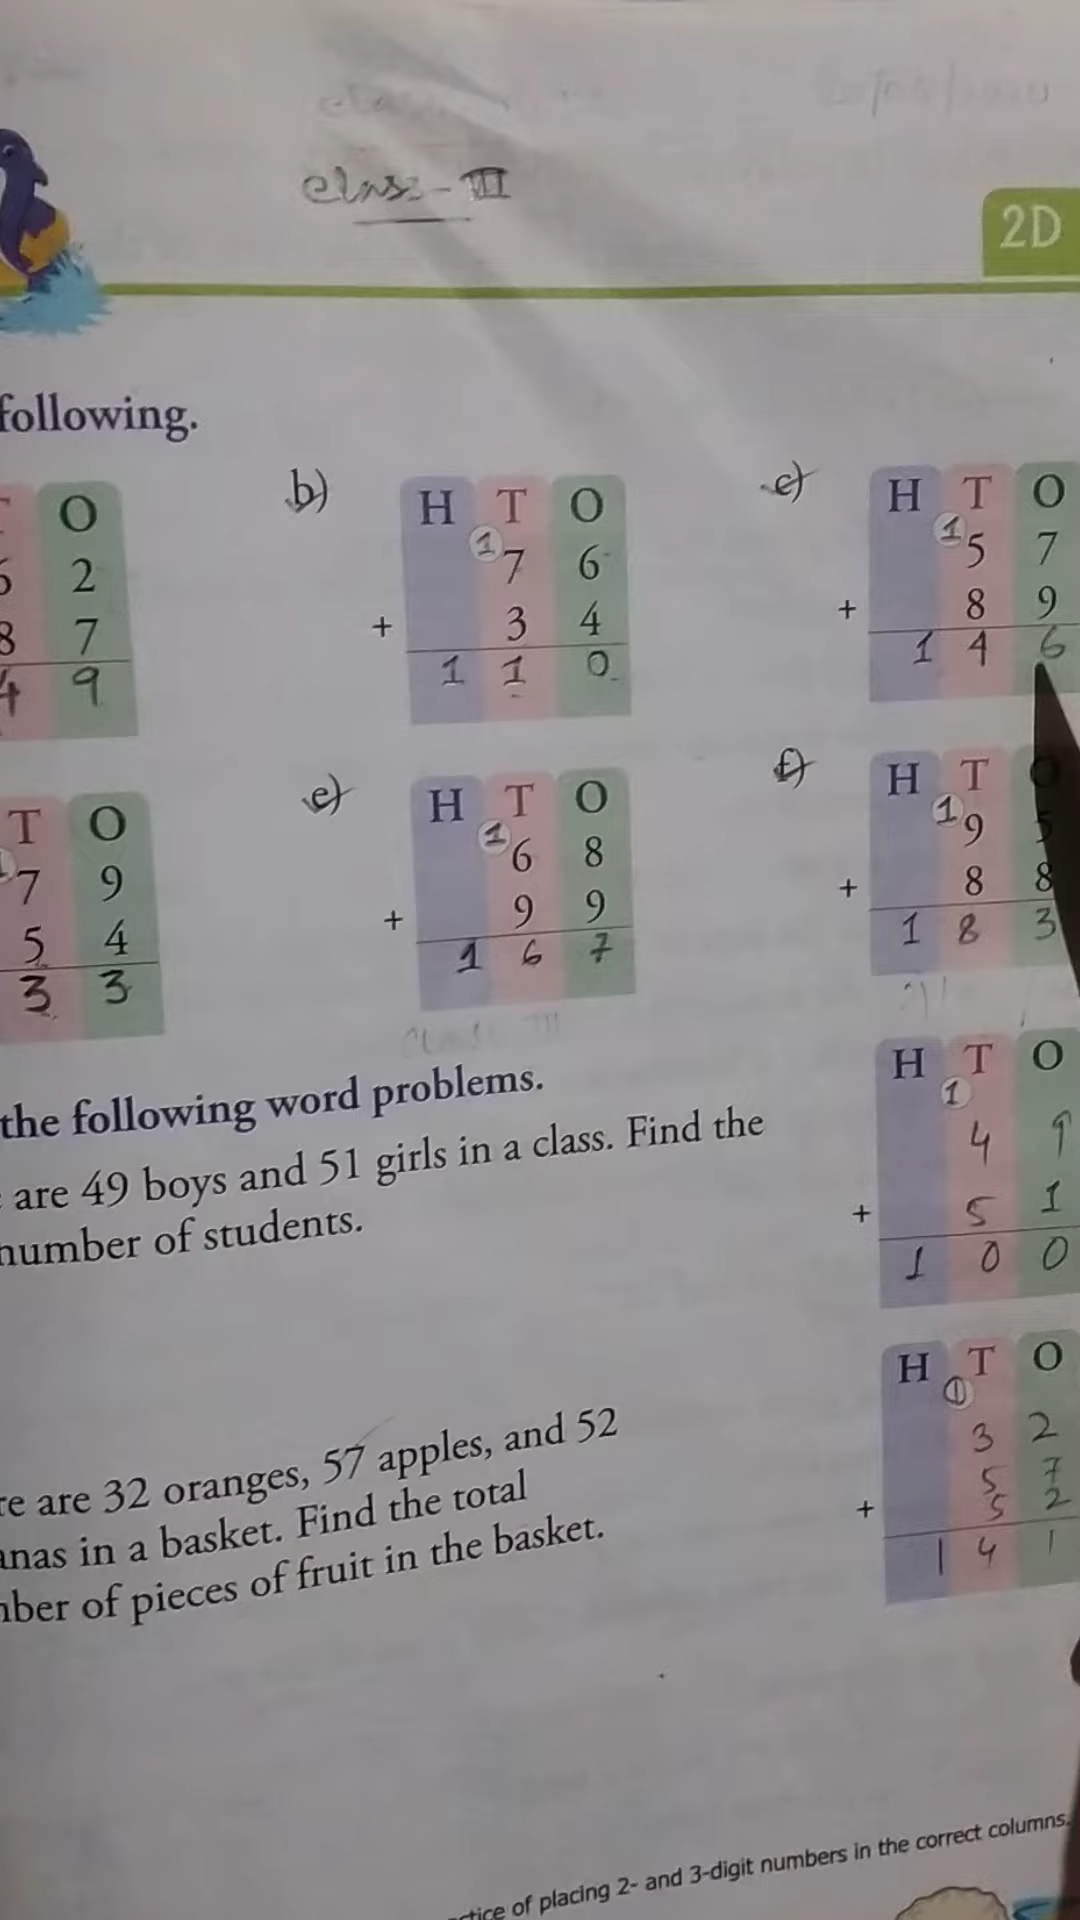 Class-III
2D
following.
O
2
8 7
4 9
b)
H T O
1
7 6
+ 3 4
1 1 0
c)
H T O
1
5 7
+ 8 9
1 4 6
T O
7 9
5 4
3 3
e)
H T O
1
6 8
+ 9 9
1 6 7
f)
H T O
1
9 5
+ 8 8
1 8 3
the following word problems.
are 49 boys and 51 girls in a class. Find the
number of students.
H T O
1
4 9
+ 5 1
1 0 0
re are 32 oranges, 57 apples, and 52
anas in a basket. Find the total
ber of pieces of fruit in the basket.
H T O
1
3 2
5 7
+ 5 2
1 4 1
tice of placing 2- and 3-digit numbers in the correct columns.